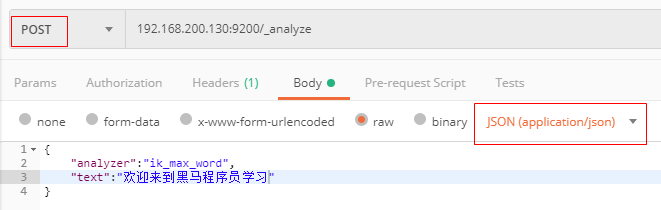 POST 192.168.200.130:9200/_analyze
Params Authorization Headers (1) Body Pre-request Script Tests
none form-data x-www-form-urlencoded raw binary JSON (application/json)
1 {
2 "analyzer":"ik_max_word",
3 "text":"欢迎来到黑马程序员学习"
4 }